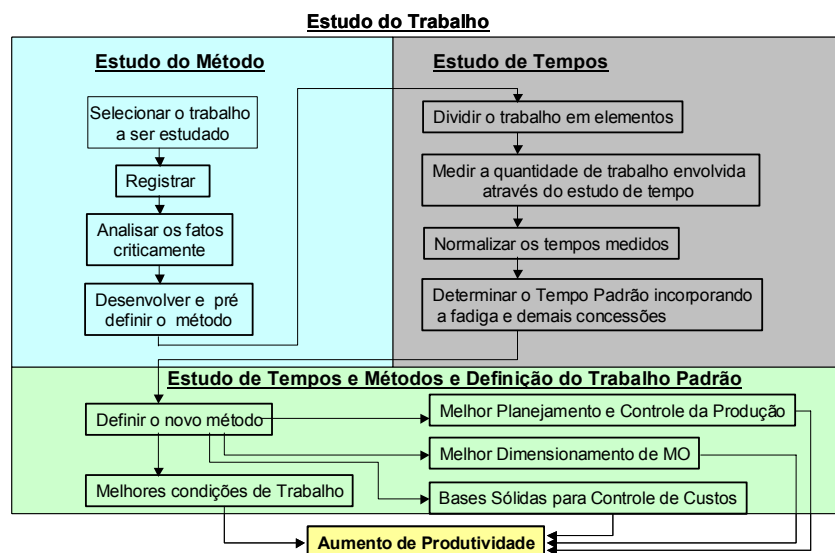 Estudo do Trabalho
Estudo do Método
Selecionar o trabalho
a ser estudado
Registrar
Analisar os fatos
criticamente
Desenvolver e pré
definir o método
Estudo de Tempos
Dividir o trabalho em elementos
Medir a quantidade de trabalho envolvida
através do estudo de tempo
Normalizar os tempos medidos
Determinar o Tempo Padrão incorporando
a fadiga e demais concessões
Estudo de Tempos e Métodos e Definição do Trabalho Padrão
Definir o novo método
Melhor Planejamento e Controle da Produção
Melhor Dimensionamento de MO
Melhores condições de Trabalho
Bases Sólidas para Controle de Custos
Aumento de Produtividade